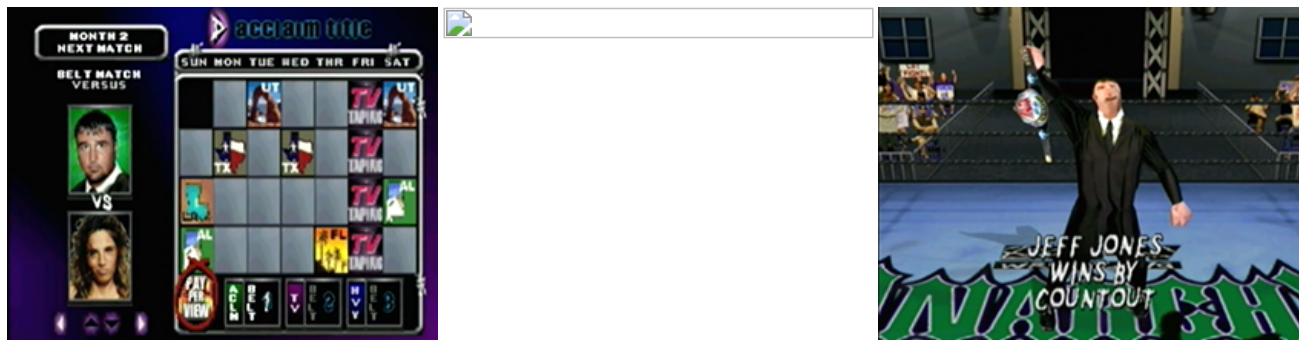 acclaim title
MONTH 2
NEXT MATCH
SUN MON TUE WED THR FRI SAT
BELT MATCH
VERSUS
UT TV TAPING UT
TX TX TV TAPING
VS
LA TV TAPING AL
AL FL TV TAPING
PAY PER VIEW
ACLM BELT 1
TV BELT 2
HVY BELT 3
JEFF JONES
WINS BY
COUNTOUT